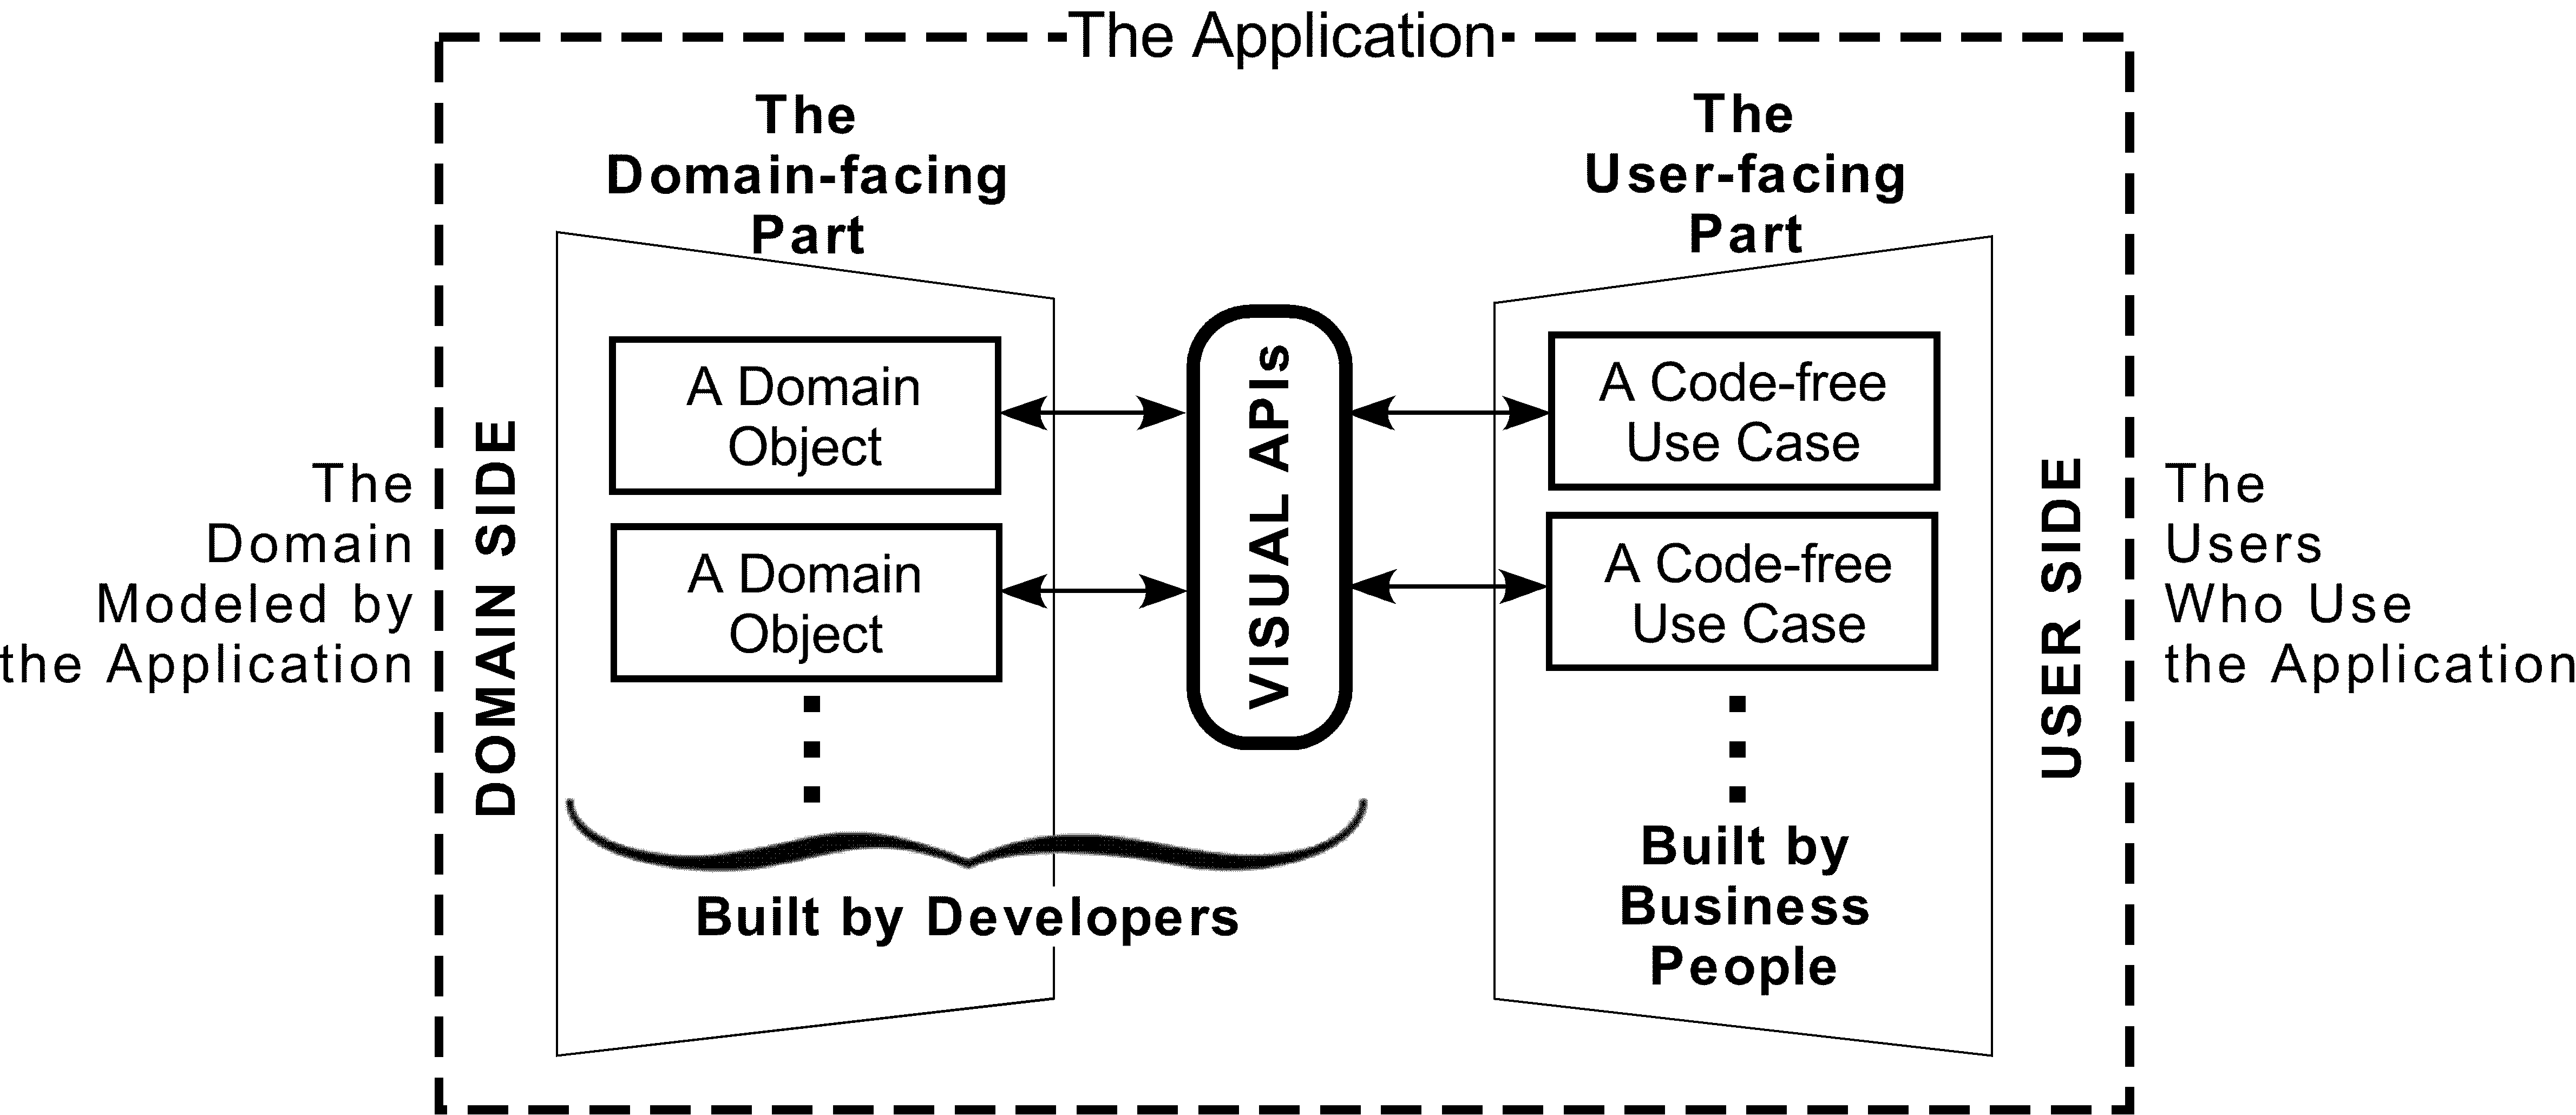 The Application
The
Domain-facing
Part
The
User-facing
Part
The
Domain
Modeled by
the Application
DOMAIN SIDE
A Domain
Object
A Domain
Object
Built by Developers
VISUAL APIs
A Code-free
Use Case
A Code-free
Use Case
Built by
Business
People
USER SIDE
The
Users
Who Use
the Application